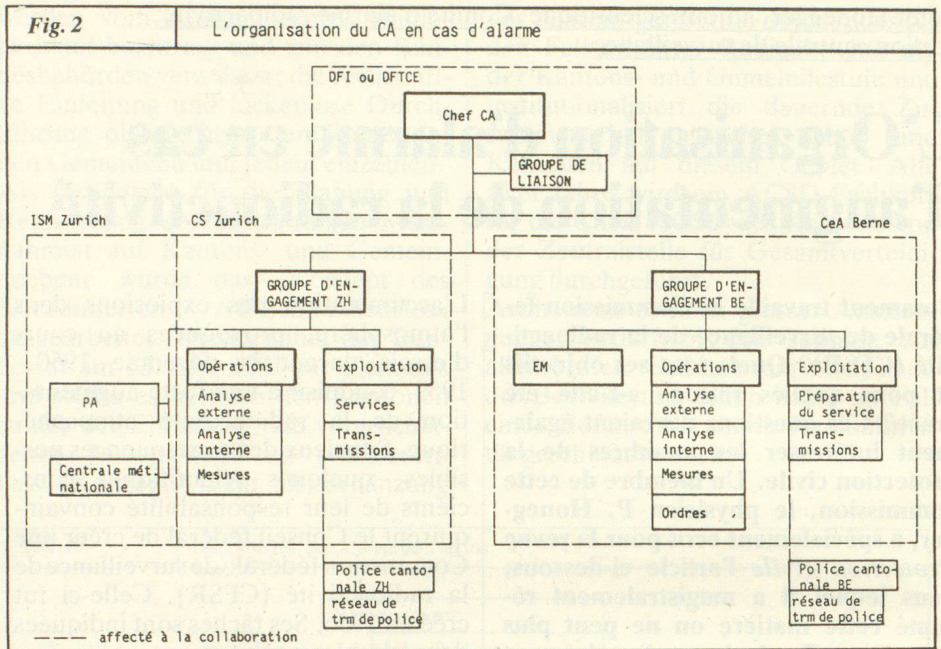 Fig. 2
L'organisation du CA en cas d'alarme
DFI ou DFTCE
Chef CA
GROUPE DE
LIAISON
ISM Zurich
CS Zurich
CeA Berne
GROUPE D'EN-
GAGEMENT ZH
GROUPE D'EN-
GAGEMENT BE
PA
Centrale mét.
nationale
Opérations
Analyse
externe
Analyse
interne
Mesures
Exploitation
Services
Trans-
missions
EM
Opérations
Analyse
externe
Analyse
interne
Mesures
Ordres
Exploitation
Préparation
du service
Trans-
missions
Police canto-
nale ZH
réseau de
trm de police
Police canto-
nale BE
réseau de
trm de police
affecté à la collaboration